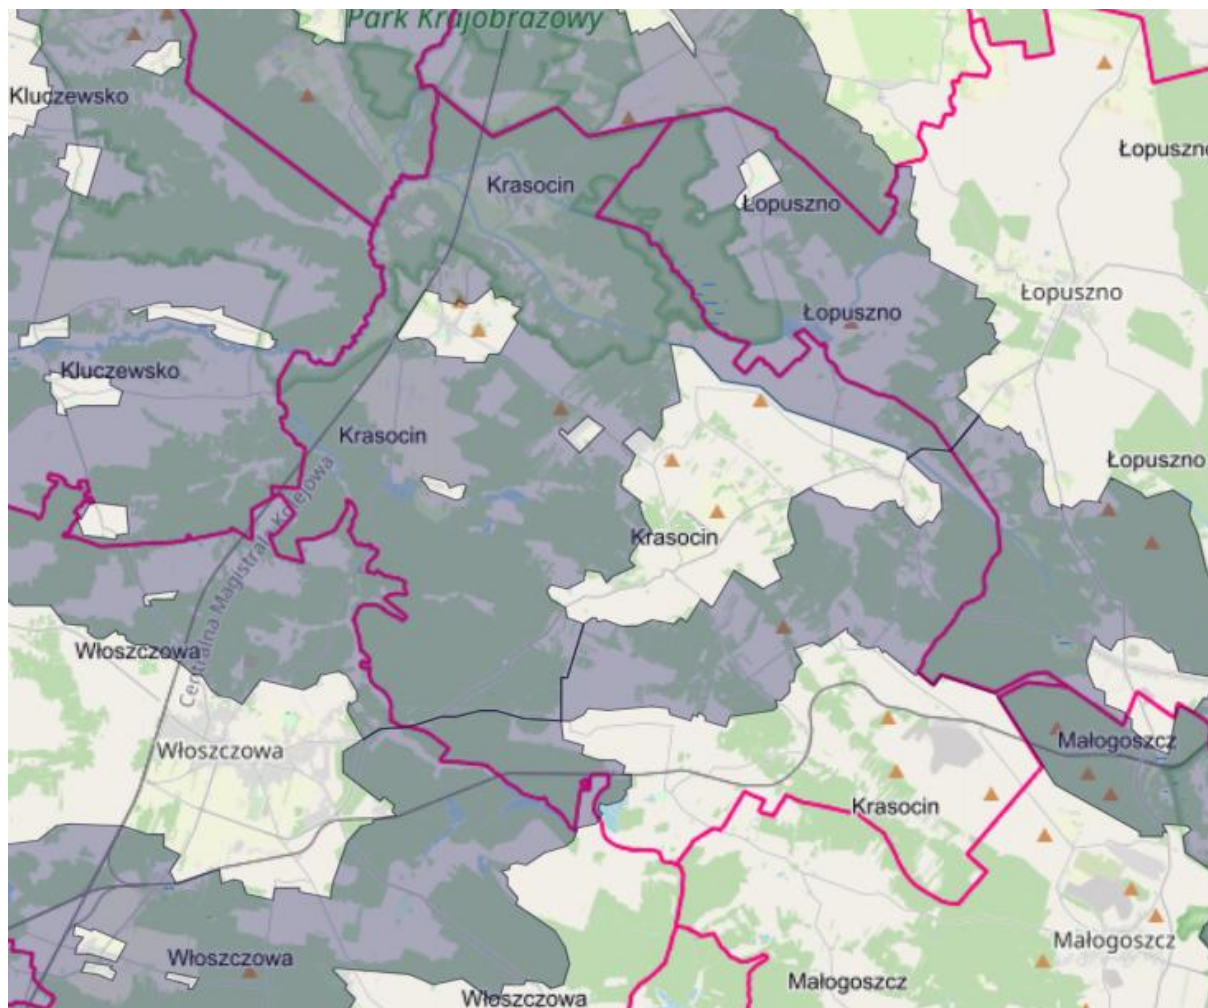 Park Krajobrazowy
Kluczewsko
Łopuszno
Krasocin
Łopuszno
Łopuszno
Łopuszno
Kluczewsko
Krasocin
Łopuszno
Centralna Magistrala Kolejowa
Krasocin
Włoszczowa
Włoszczowa
Małogoszcz
Krasocin
Małogoszcz
Włoszczowa
Małogoszcz
Włoszczowa